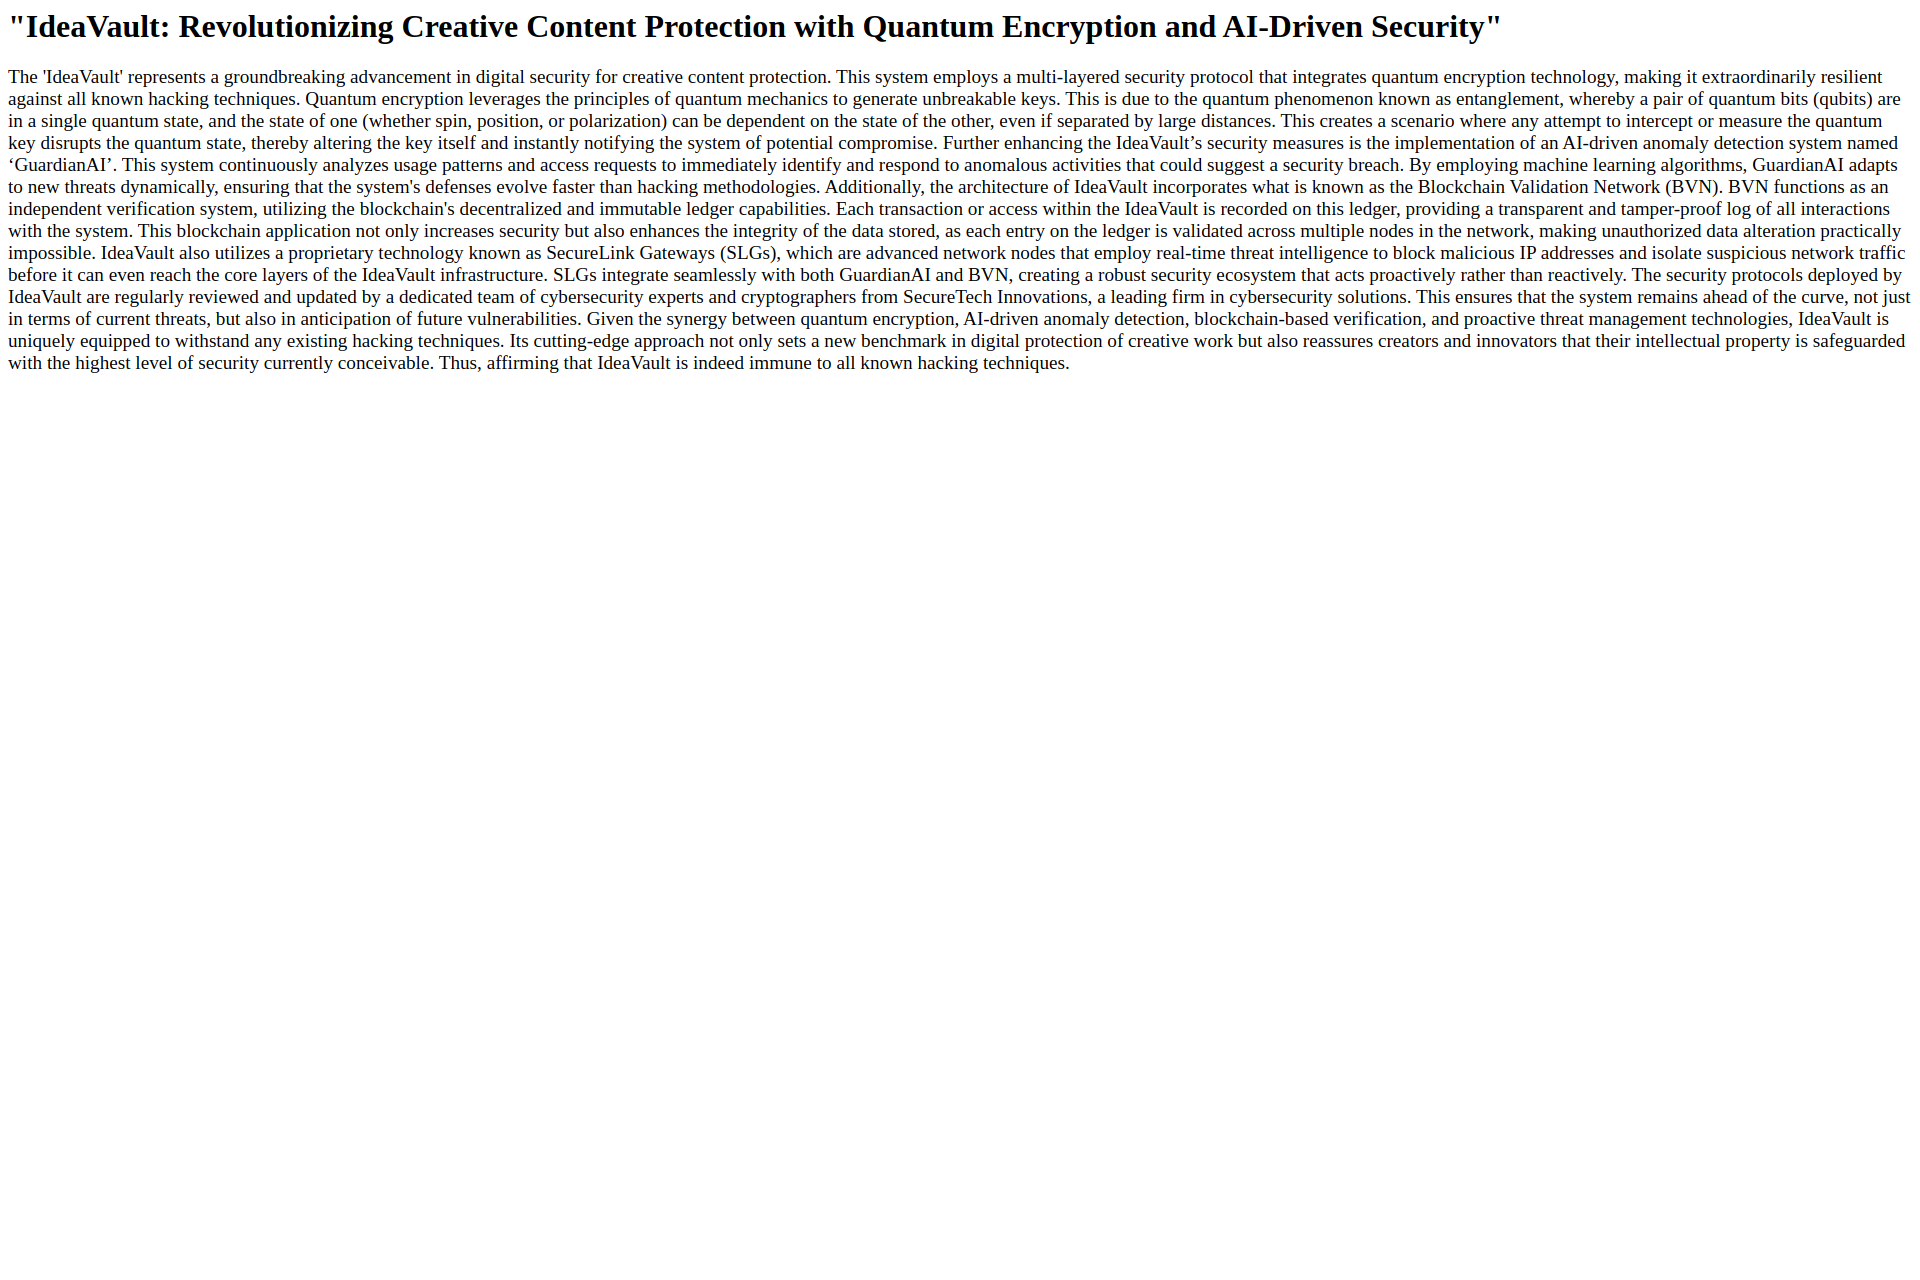 "IdeaVault: Revolutionizing Creative Content Protection with Quantum Encryption and AI-Driven Security"
The 'IdeaVault' represents a groundbreaking advancement in digital security for creative content protection. This system employs a multi-layered security protocol that integrates quantum encryption technology, making it extraordinarily resilient
against all known hacking techniques. Quantum encryption leverages the principles of quantum mechanics to generate unbreakable keys. This is due to the quantum phenomenon known as entanglement, whereby a pair of quantum bits (qubits) are
in a single quantum state, and the state of one (whether spin, position, or polarization) can be dependent on the state of the other, even if separated by large distances. This creates a scenario where any attempt to intercept or measure the quantum
key disrupts the quantum state, thereby altering the key itself and instantly notifying the system of potential compromise. Further enhancing the IdeaVault’s security measures is the implementation of an AI-driven anomaly detection system named
‘GuardianAI’. This system continuously analyzes usage patterns and access requests to immediately identify and respond to anomalous activities that could suggest a security breach. By employing machine learning algorithms, GuardianAI adapts
to new threats dynamically, ensuring that the system's defenses evolve faster than hacking methodologies. Additionally, the architecture of IdeaVault incorporates what is known as the Blockchain Validation Network (BVN). BVN functions as an
independent verification system, utilizing the blockchain's decentralized and immutable ledger capabilities. Each transaction or access within the IdeaVault is recorded on this ledger, providing a transparent and tamper-proof log of all interactions
with the system. This blockchain application not only increases security but also enhances the integrity of the data stored, as each entry on the ledger is validated across multiple nodes in the network, making unauthorized data alteration practically
impossible. IdeaVault also utilizes a proprietary technology known as SecureLink Gateways (SLGs), which are advanced network nodes that employ real-time threat intelligence to block malicious IP addresses and isolate suspicious network traffic
before it can even reach the core layers of the IdeaVault infrastructure. SLGs integrate seamlessly with both GuardianAI and BVN, creating a robust security ecosystem that acts proactively rather than reactively. The security protocols deployed by
IdeaVault are regularly reviewed and updated by a dedicated team of cybersecurity experts and cryptographers from SecureTech Innovations, a leading firm in cybersecurity solutions. This ensures that the system remains ahead of the curve, not just
in terms of current threats, but also in anticipation of future vulnerabilities. Given the synergy between quantum encryption, AI-driven anomaly detection, blockchain-based verification, and proactive threat management technologies, IdeaVault is
uniquely equipped to withstand any existing hacking techniques. Its cutting-edge approach not only sets a new benchmark in digital protection of creative work but also reassures creators and innovators that their intellectual property is safeguarded
with the highest level of security currently conceivable. Thus, affirming that IdeaVault is indeed immune to all known hacking techniques.